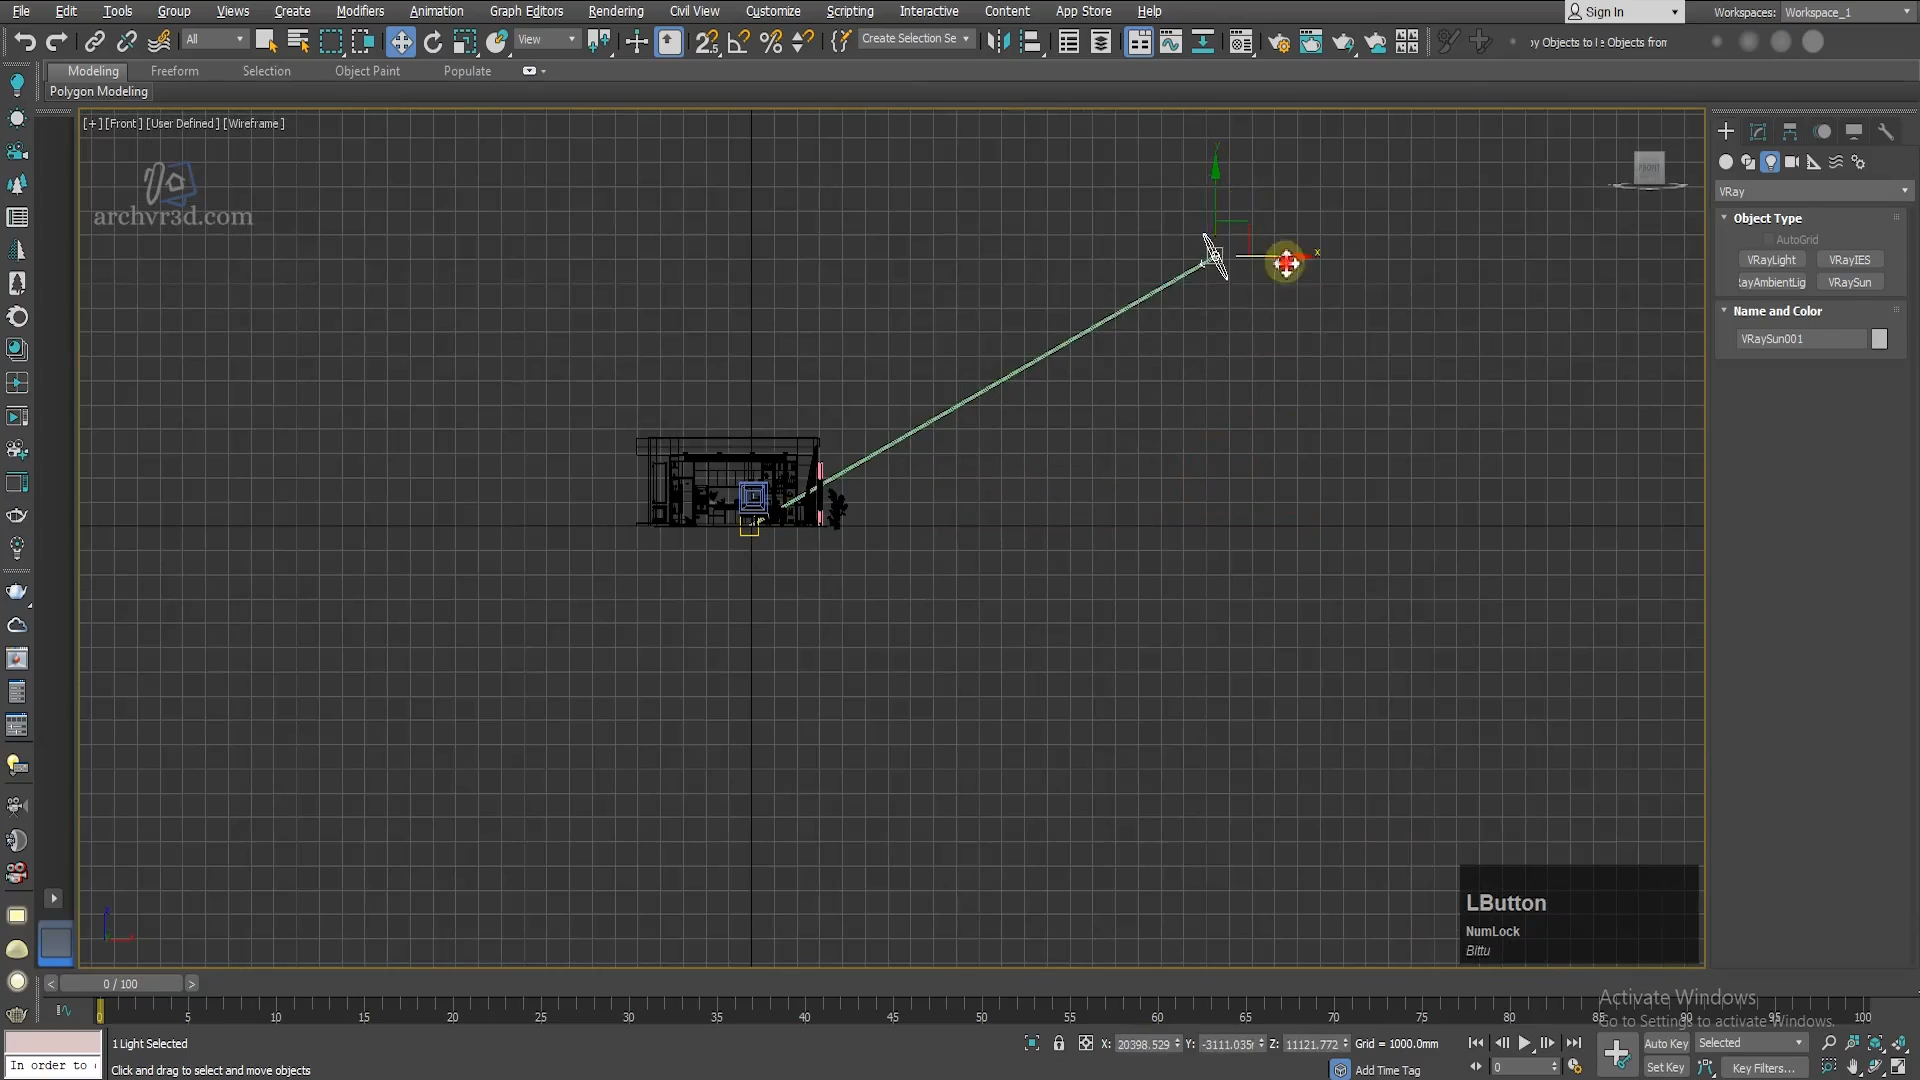 File Edit Tools Group Views Create Modifiers Animation Graph Editors Rendering Civil View Customize Scripting Interactive Content App Store Help Sign In Workspaces: Workspace_1
All View Create Selection Se
Modeling Freeform Selection Object Paint Populate
Polygon Modeling
[+] [Front] [User Defined] [Wireframe]
archvr3d.com
FRONT
y
x
VRay
Object Type
AutoGrid
VRayLight VRayIES
VRaySun
Name and Color
VRaySun001
LButton
NumLock
Bittu
0 / 100
Activate Windows
Go to Settings to activate Windows.
0 5 10 15 20 25 30 35 40 45 50 55 60 65 70 75 80 85 90 95 100
1 Light Selected X: 20398.529 Y: -3111.035 Z: 11121.772 Grid = 1000.0mm Auto Key Selected
In order to Click and drag to select and move objects Add Time Tag 0 Set Key Key Filters...